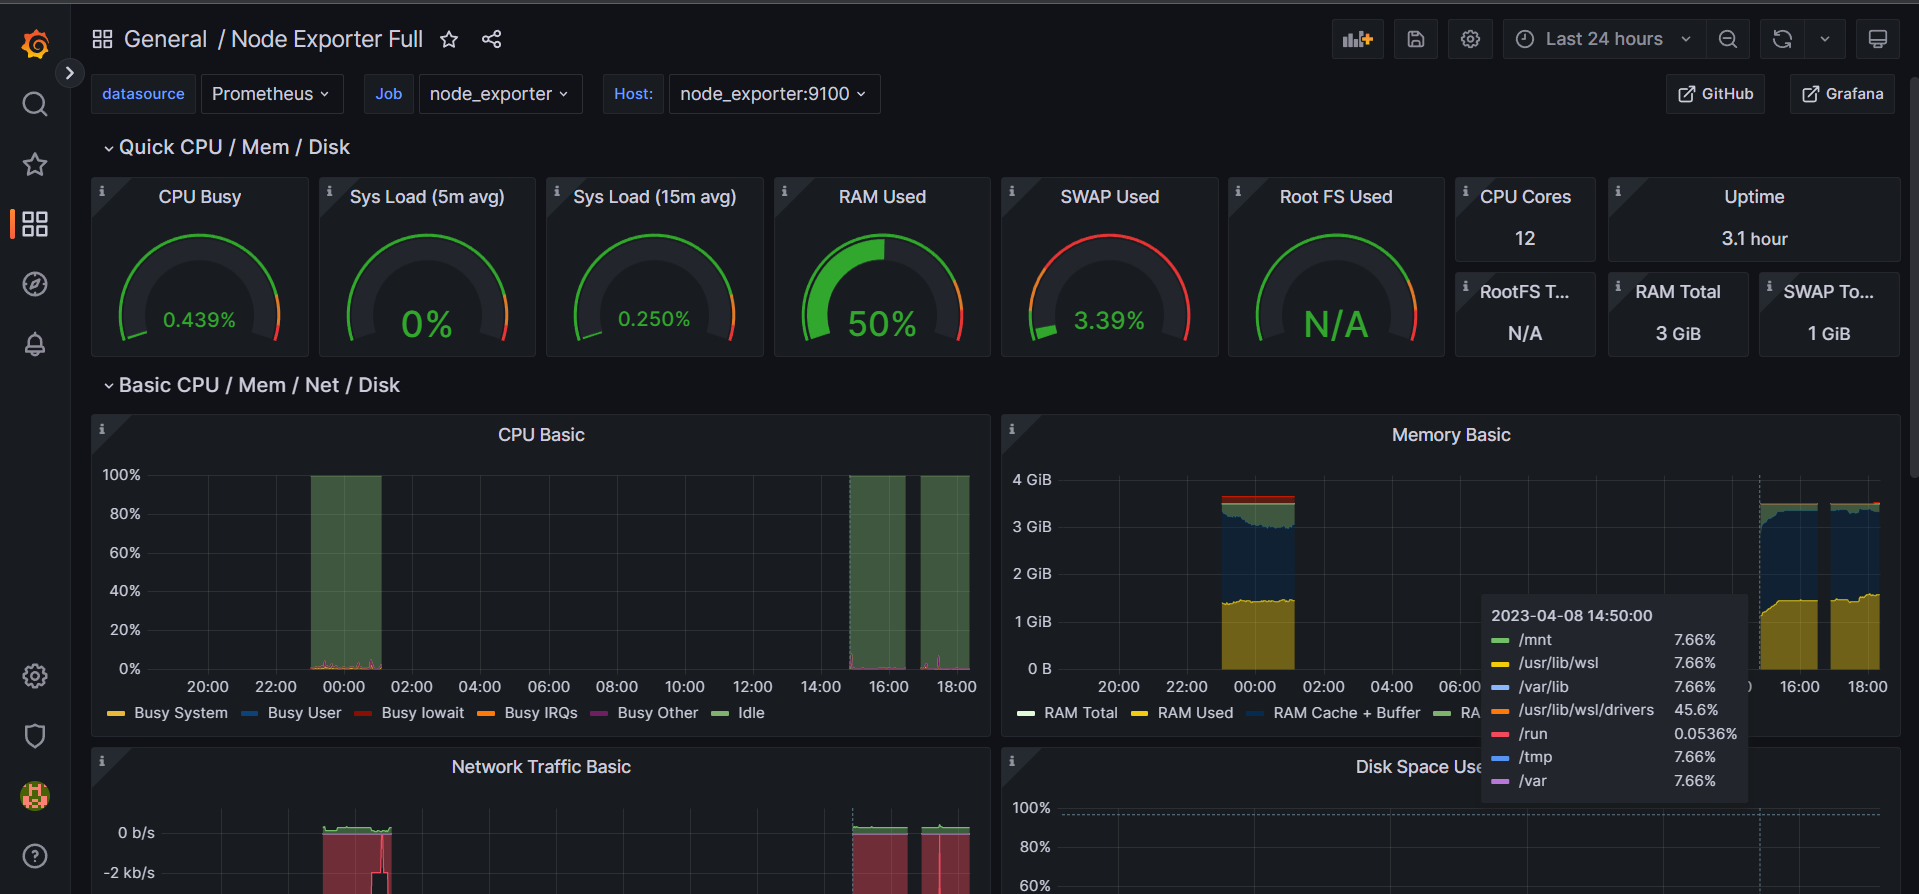 General / Node Exporter Full
Last 24 hours
datasource Prometheus Job node_exporter Host: node_exporter:9100
GitHub Grafana
Quick CPU / Mem / Disk
CPU Busy
0.439%
Sys Load (5m avg)
0%
Sys Load (15m avg)
0.250%
RAM Used
50%
SWAP Used
3.39%
Root FS Used
N/A
CPU Cores
12
Uptime
3.1 hour
RootFS T...
N/A
RAM Total
3 GiB
SWAP To...
1 GiB
Basic CPU / Mem / Net / Disk
CPU Basic
100%
80%
60%
40%
20%
0%
20:00 22:00 00:00 02:00 04:00 06:00 08:00 10:00 12:00 14:00 16:00 18:00
Busy System Busy User Busy Iowait Busy IRQs Busy Other Idle
Memory Basic
4 GiB
3 GiB
2 GiB
1 GiB
0 B
20:00 22:00 00:00 02:00 04:00 06:00 16:00 18:00
RAM Total RAM Used RAM Cache + Buffer RA
2023-04-08 14:50:00
/mnt 7.66%
/usr/lib/wsl 7.66%
/var/lib 7.66%
/usr/lib/wsl/drivers 45.6%
/run 0.0536%
/tmp 7.66%
/var 7.66%
Network Traffic Basic
0 b/s
-2 kb/s
Disk Space Use
100%
80%
60%